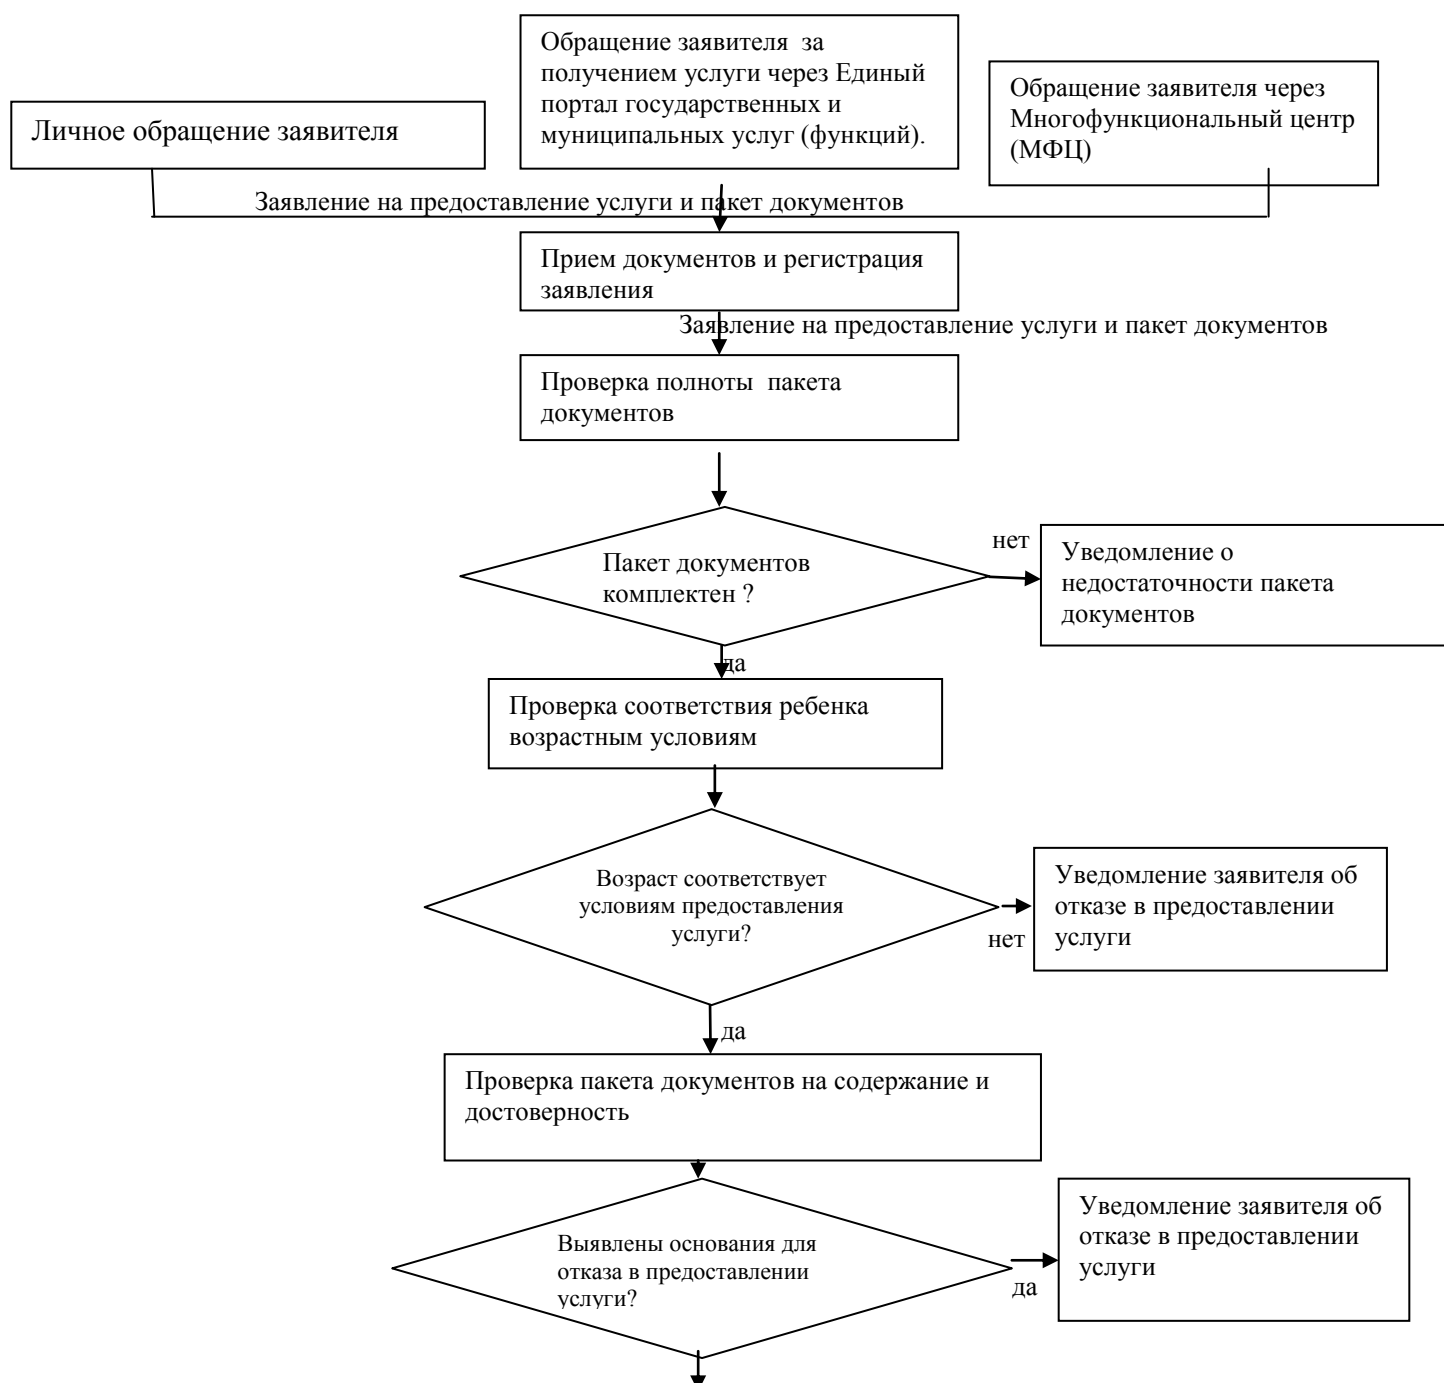 Обращение заявителя за
получением услуги через Единый
портал государственных и
муниципальных услуг (функций).
Личное обращение заявителя
Обращение заявителя через
Многофункциональный центр
(МФЦ)
Заявление на предоставление услуги и пакет документов
Прием документов и регистрация
заявления
Заявление на предоставление услуги и пакет документов
Проверка полноты пакета
документов
Пакет документов
комплектен ?
нет
Уведомление о
недостаточности пакета
документов
да
Проверка соответствия ребенка
возрастным условиям
Возраст соответствует
условиям предоставления
услуги?
нет
Уведомление заявителя об
отказе в предоставлении
услуги
да
Проверка пакета документов на содержание и
достоверность
Выявлены основания для
отказа в предоставлении
услуги?
да
Уведомление заявителя об
отказе в предоставлении
услуги